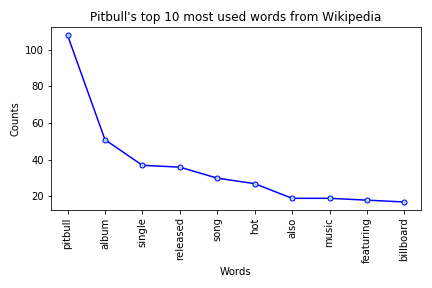 Pitbull's top 10 most used words from Wikipedia
100
80
60
40
20
Counts
pitbull
album
single
released
song
hot
also
music
featuring
billboard
Words